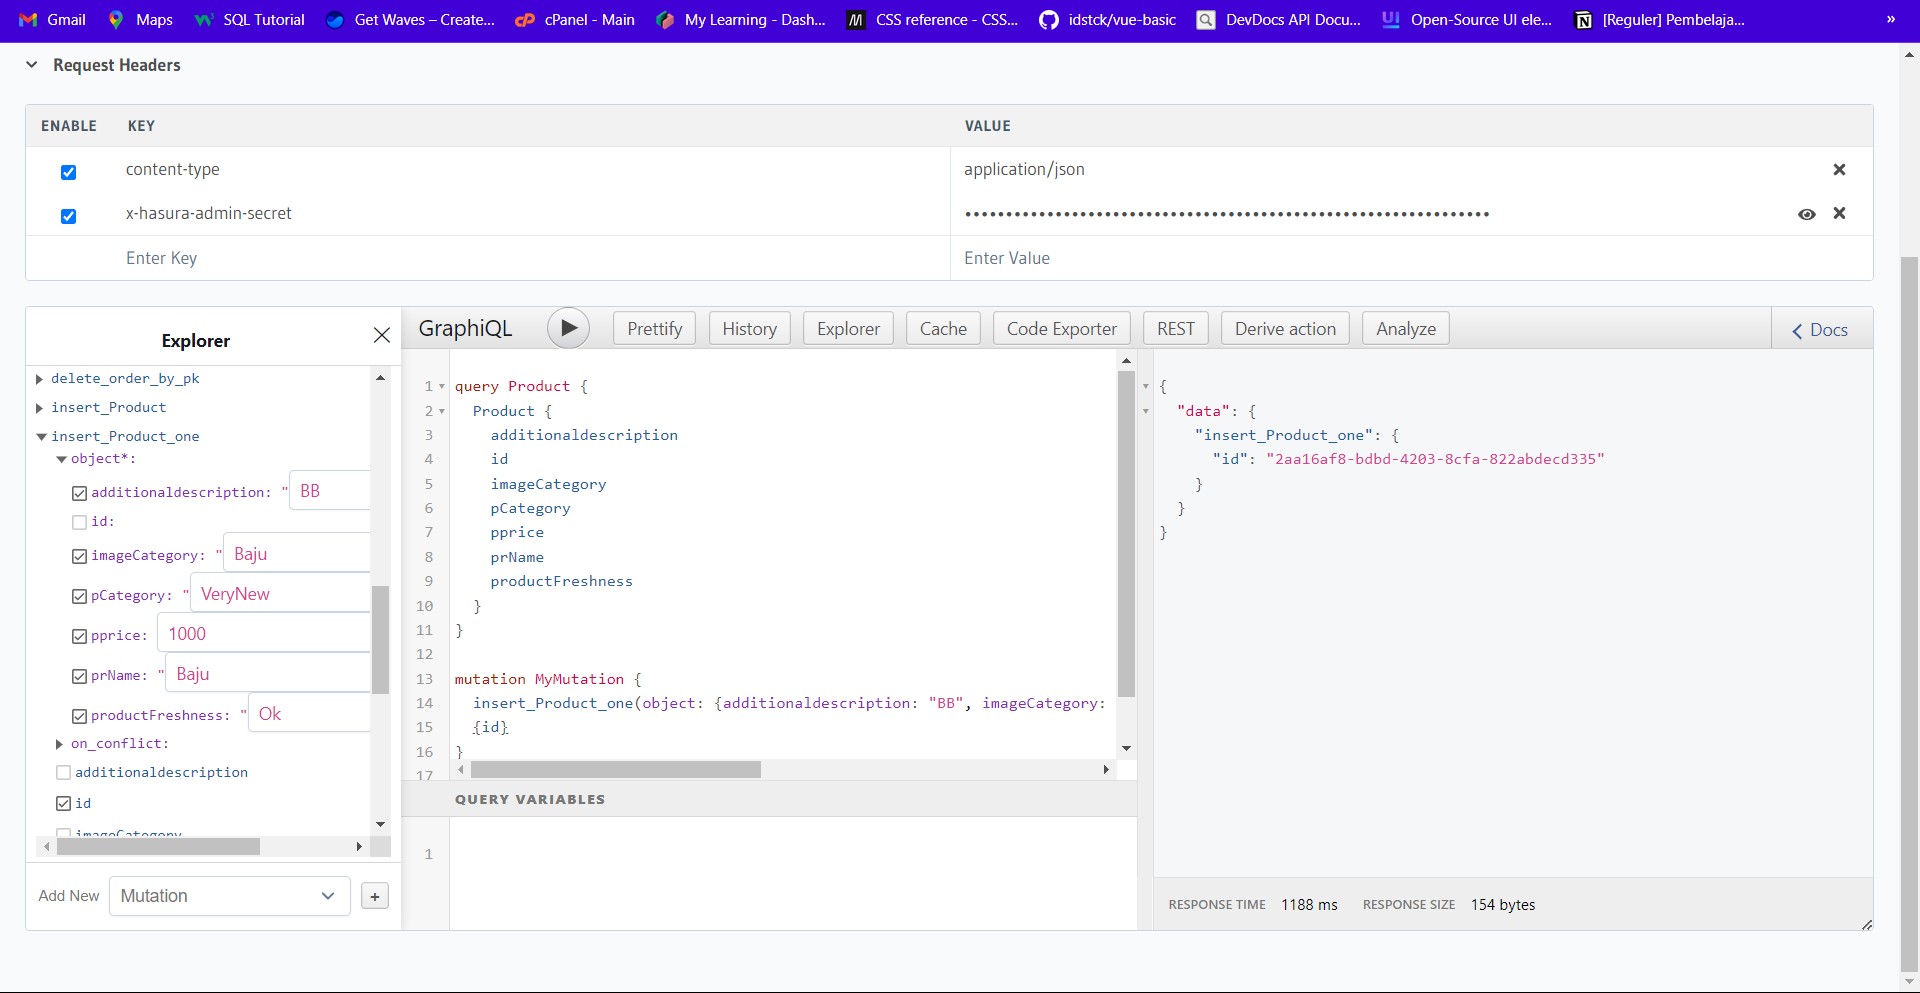 Gmail
Maps
SQL Tutorial
Get Waves – Create...
cPanel - Main
My Learning - Dash...
CSS reference - CSS...
idstck/vue-basic
DevDocs API Docu...
Open-Source UI ele...
[Reguler] Pembelaja...
»
Request Headers
ENABLE KEY VALUE
content-type application/json
x-hasura-admin-secret ••••••••••••••••••••••••••••••••••••••••••••••••••••••••••••••••
Enter Key Enter Value
Explorer
delete_order_by_pk
insert_Product
insert_Product_one
object*:
additionaldescription: "BB
id:
imageCategory: "Baju
pCategory: "VeryNew
pprice: 1000
prName: "Baju
productFreshness: "Ok
on_conflict:
additionaldescription
id
imageCategory
Add New Mutation +
GraphiQL Prettify History Explorer Cache Code Exporter REST Derive action Analyze Docs
1 query Product {
2 Product {
3 additionaldescription
4 id
5 imageCategory
6 pCategory
7 pprice
8 prName
9 productFreshness
10 }
11 }
12
13 mutation MyMutation {
14 insert_Product_one(object: {additionaldescription: "BB", imageCategory:
15 {id}
16 }
17
QUERY VARIABLES
1
{
"data": {
"insert_Product_one": {
"id": "2aa16af8-bdbd-4203-8cfa-822abdecd335"
}
}
}
RESPONSE TIME 1188 ms RESPONSE SIZE 154 bytes